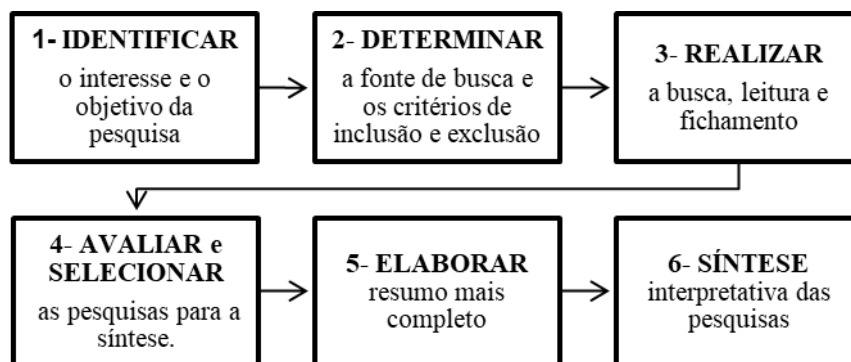 1- IDENTIFICAR
o interesse e o
objetivo da
pesquisa
2- DETERMINAR
a fonte de busca e
os critérios de
inclusão e exclusão
3- REALIZAR
a busca, leitura e
fichamento
4- AVALIAR e
SELECIONAR
as pesquisas para a
síntese.
5- ELABORAR
resumo mais
completo
6- SÍNTESE
interpretativa das
pesquisas